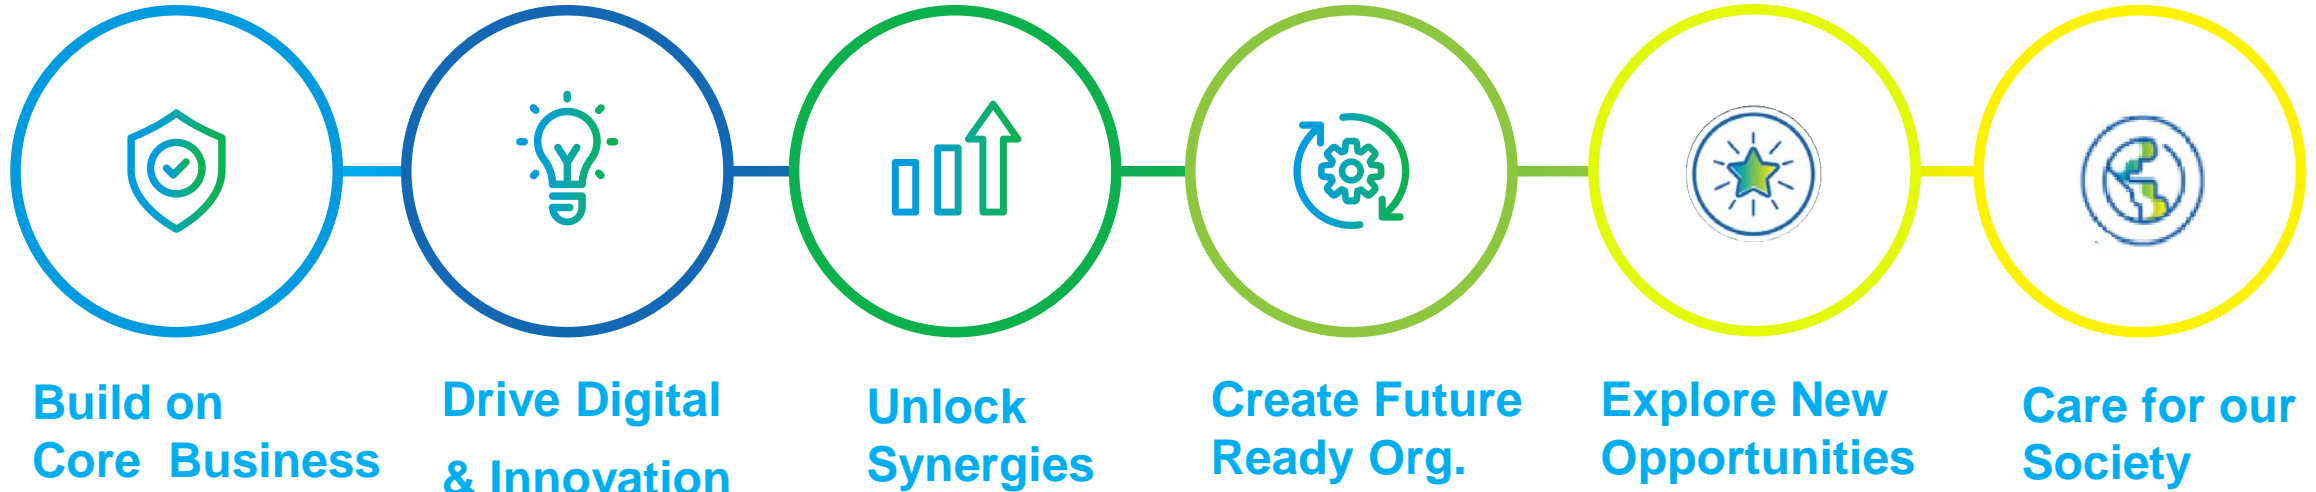 Build on
Core Business
Drive Digital
& Innovation
Unlock
Synergies
Create Future
Ready Org.
Explore New
Opportunities
Care for our
Society